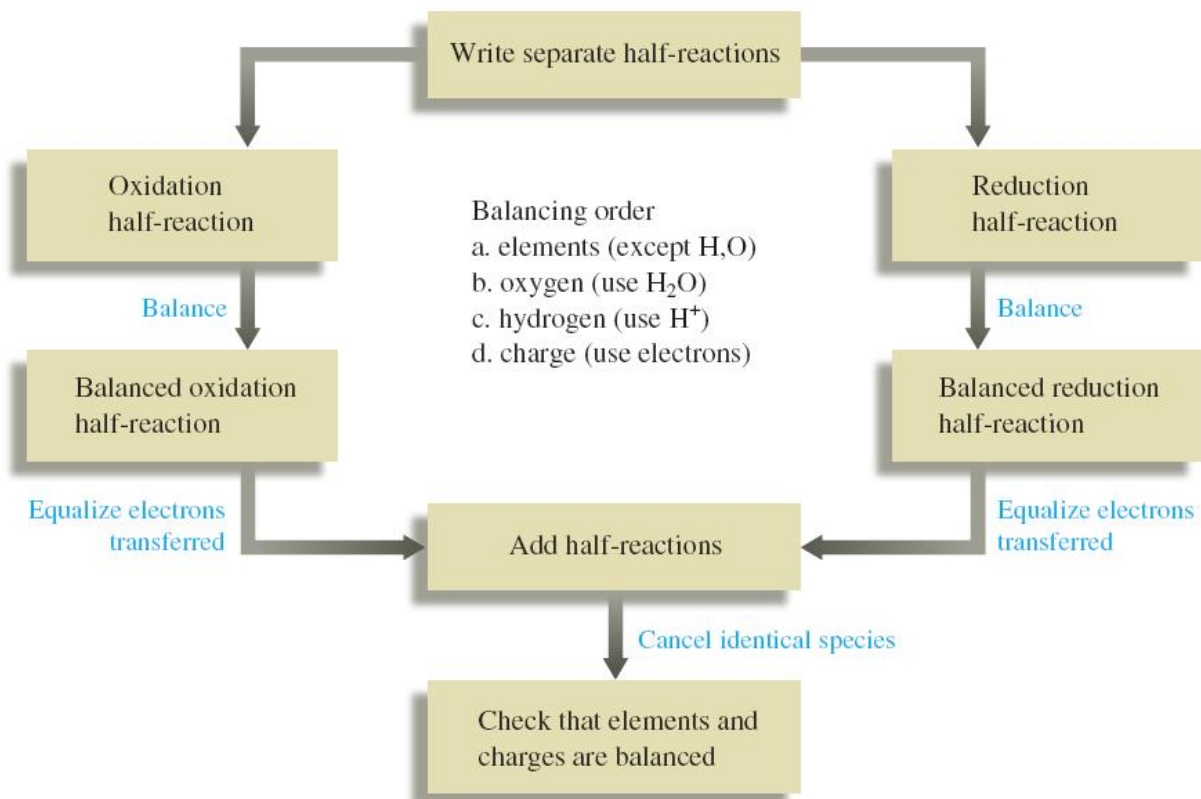 Write separate half-reactions
Oxidation
half-reaction
Reduction
half-reaction
Balancing order
a. elements (except H,O)
b. oxygen (use H₂O)
c. hydrogen (use H⁺)
d. charge (use electrons)
Balance
Balance
Balanced oxidation
half-reaction
Balanced reduction
half-reaction
Equalize electrons
transferred
Equalize electrons
transferred
Add half-reactions
Cancel identical species
Check that elements and
charges are balanced